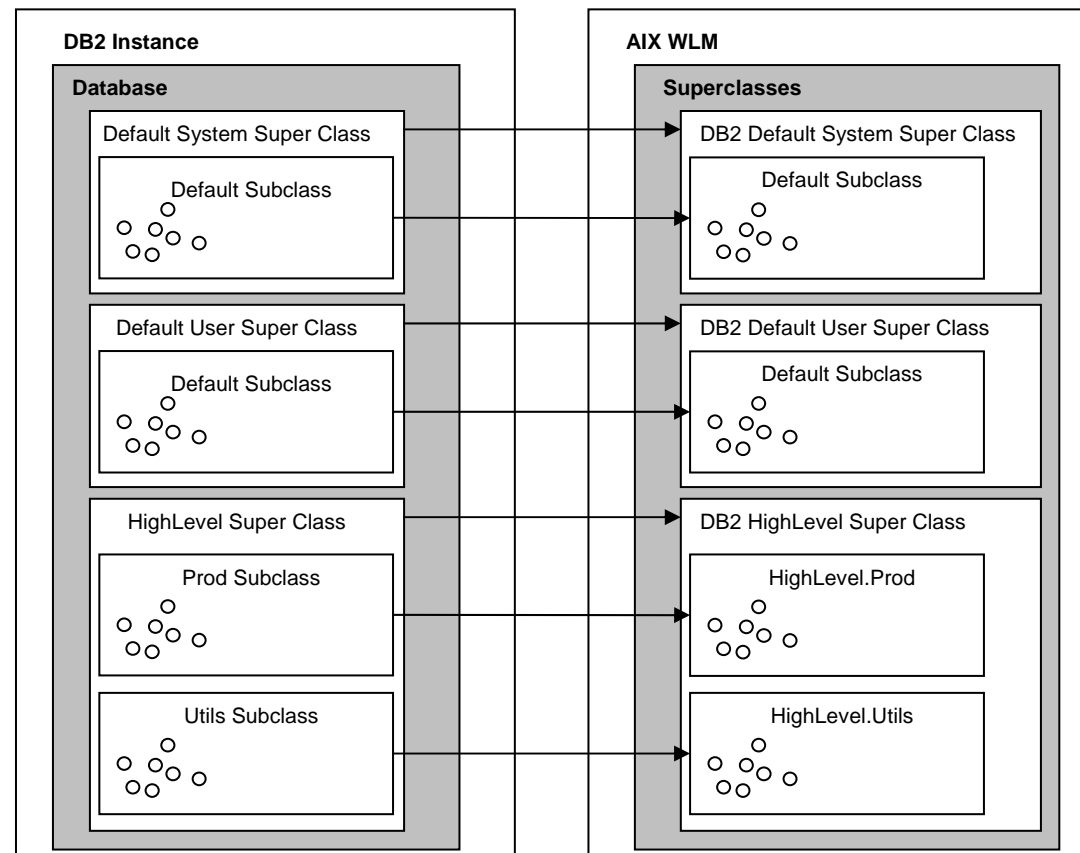 DB2 Instance
Database
Default System Super Class
Default Subclass
Default User Super Class
Default Subclass
HighLevel Super Class
Prod Subclass
Utils Subclass
AIX WLM
Superclasses
DB2 Default System Super Class
Default Subclass
DB2 Default User Super Class
Default Subclass
DB2 HighLevel Super Class
HighLevel.Prod
HighLevel.Utils